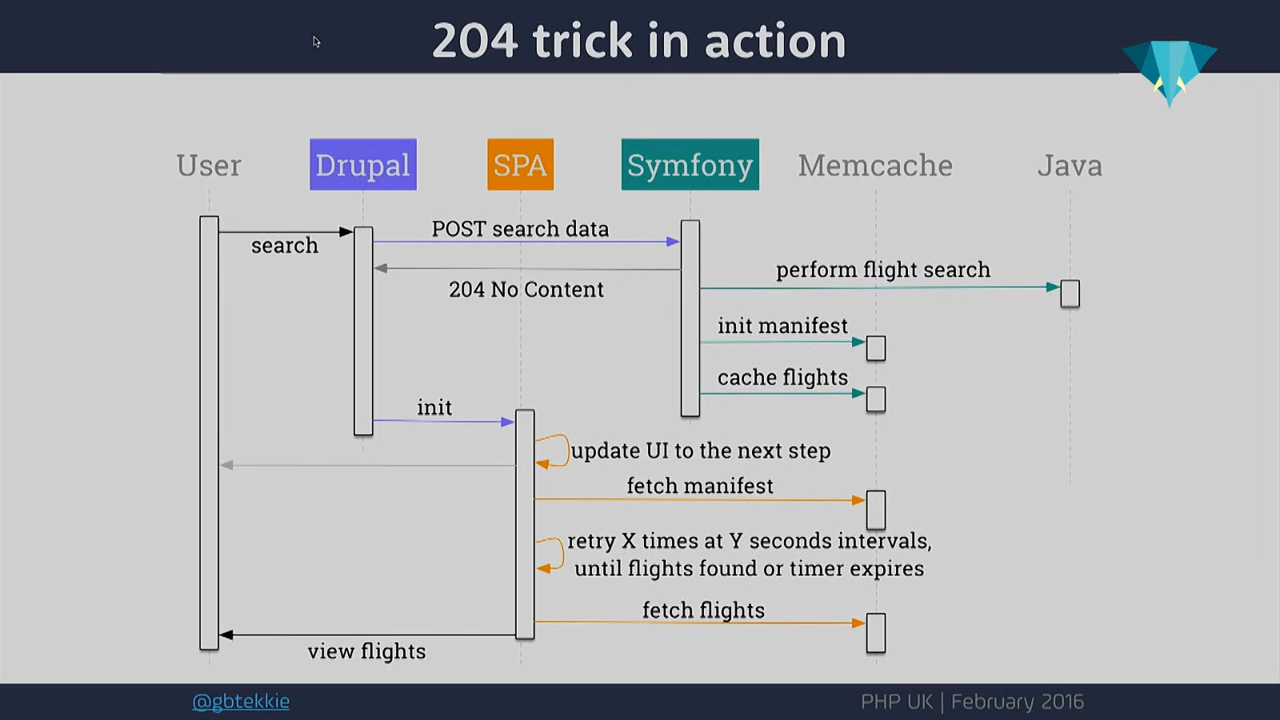 204 trick in action
User
Drupal
SPA
Symfony
Memcache
Java
search
POST search data
204 No Content
perform flight search
init manifest
cache flights
init
update UI to the next step
fetch manifest
retry X times at Y seconds intervals,
until flights found or timer expires
fetch flights
view flights
@gbtekkie
PHP UK | February 2016